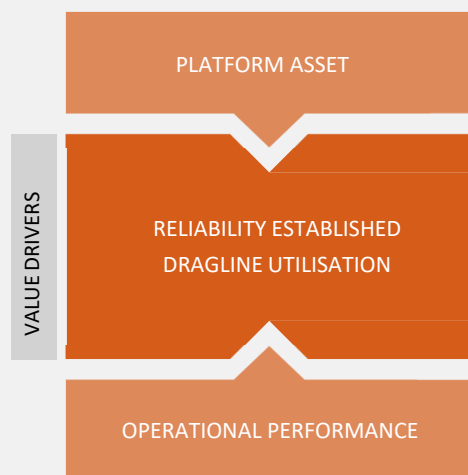 PLATFORM ASSET
VALUE DRIVERS
RELIABILITY ESTABLISHED
DRAGLINE UTILISATION
OPERATIONAL PERFORMANCE